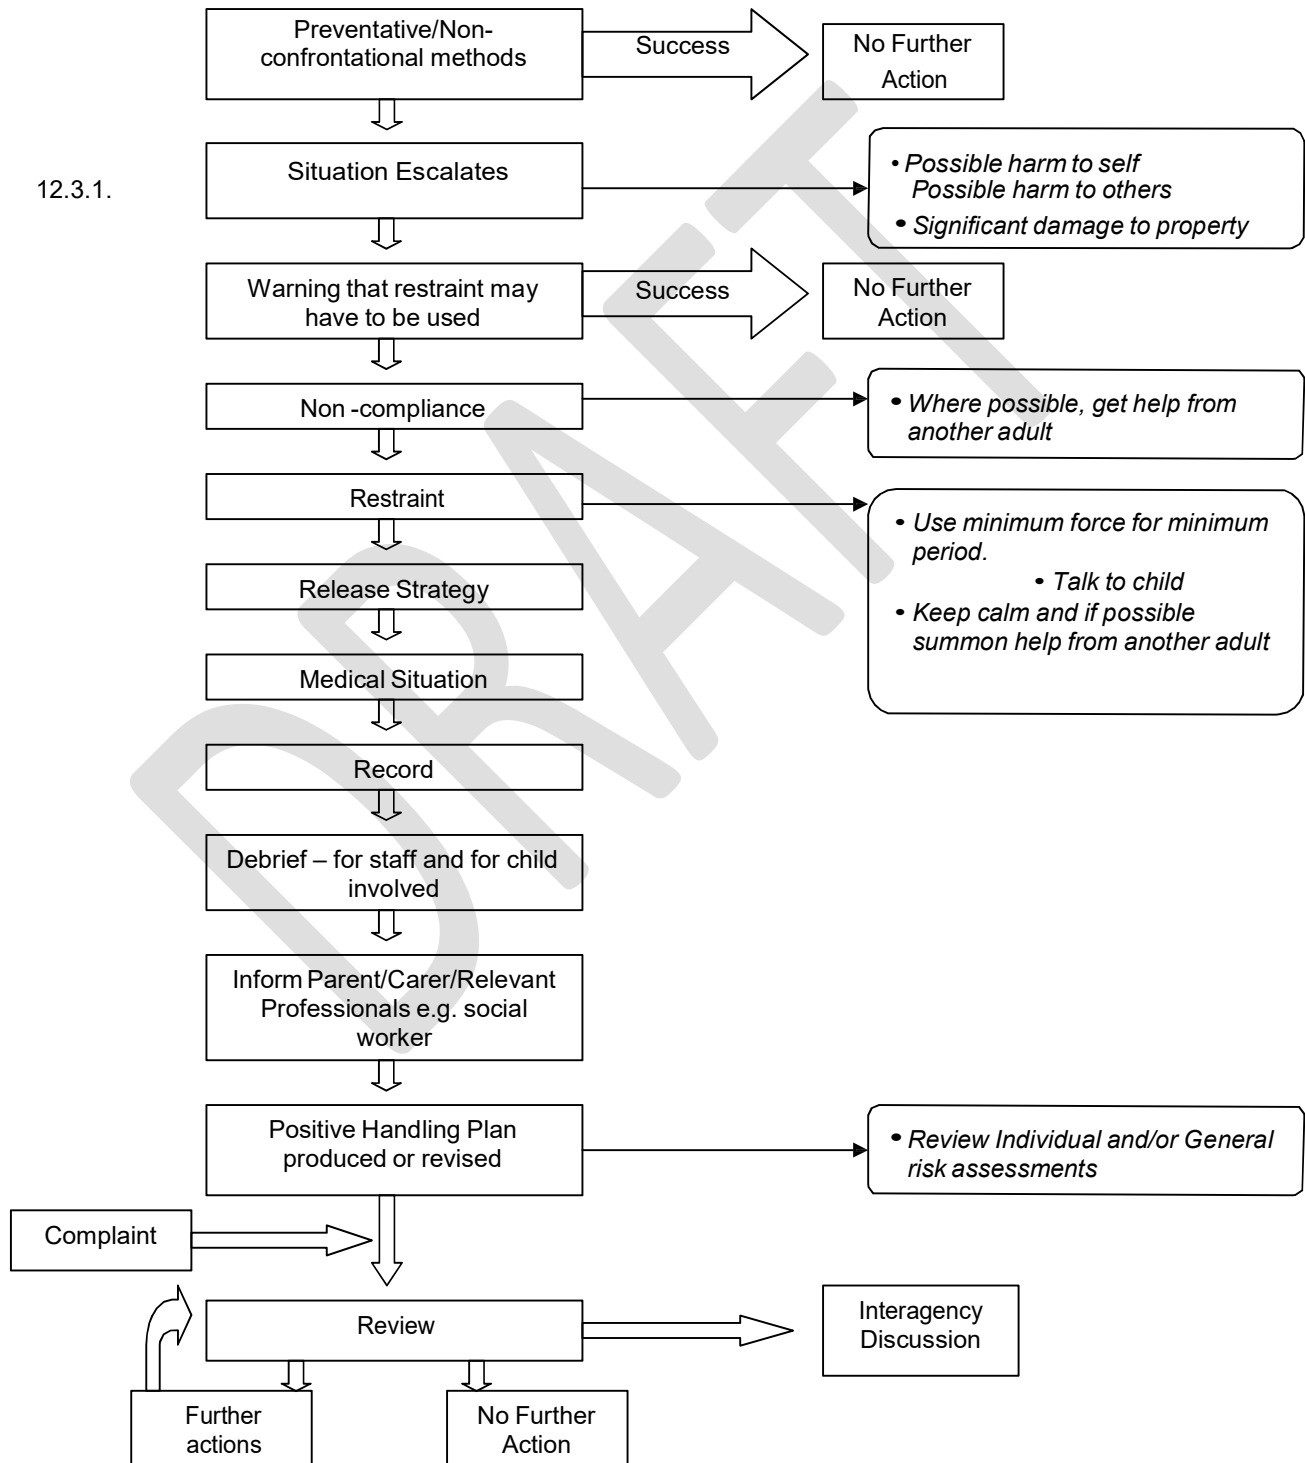 Preventative/Non-
confrontational methods
Success
No Further
Action
12.3.1.
Situation Escalates
• Possible harm to self
Possible harm to others
• Significant damage to property
Warning that restraint may
have to be used
Success
No Further
Action
Non -compliance
• Where possible, get help from
another adult
Restraint
• Use minimum force for minimum
period.
• Talk to child
• Keep calm and if possible
summon help from another adult
Release Strategy
Medical Situation
Record
Debrief – for staff and for child
involved
Inform Parent/Carer/Relevant
Professionals e.g. social
worker
Positive Handling Plan
produced or revised
• Review Individual and/or General
risk assessments
Complaint
Review
Interagency
Discussion
Further
actions
No Further
Action
DRAFT